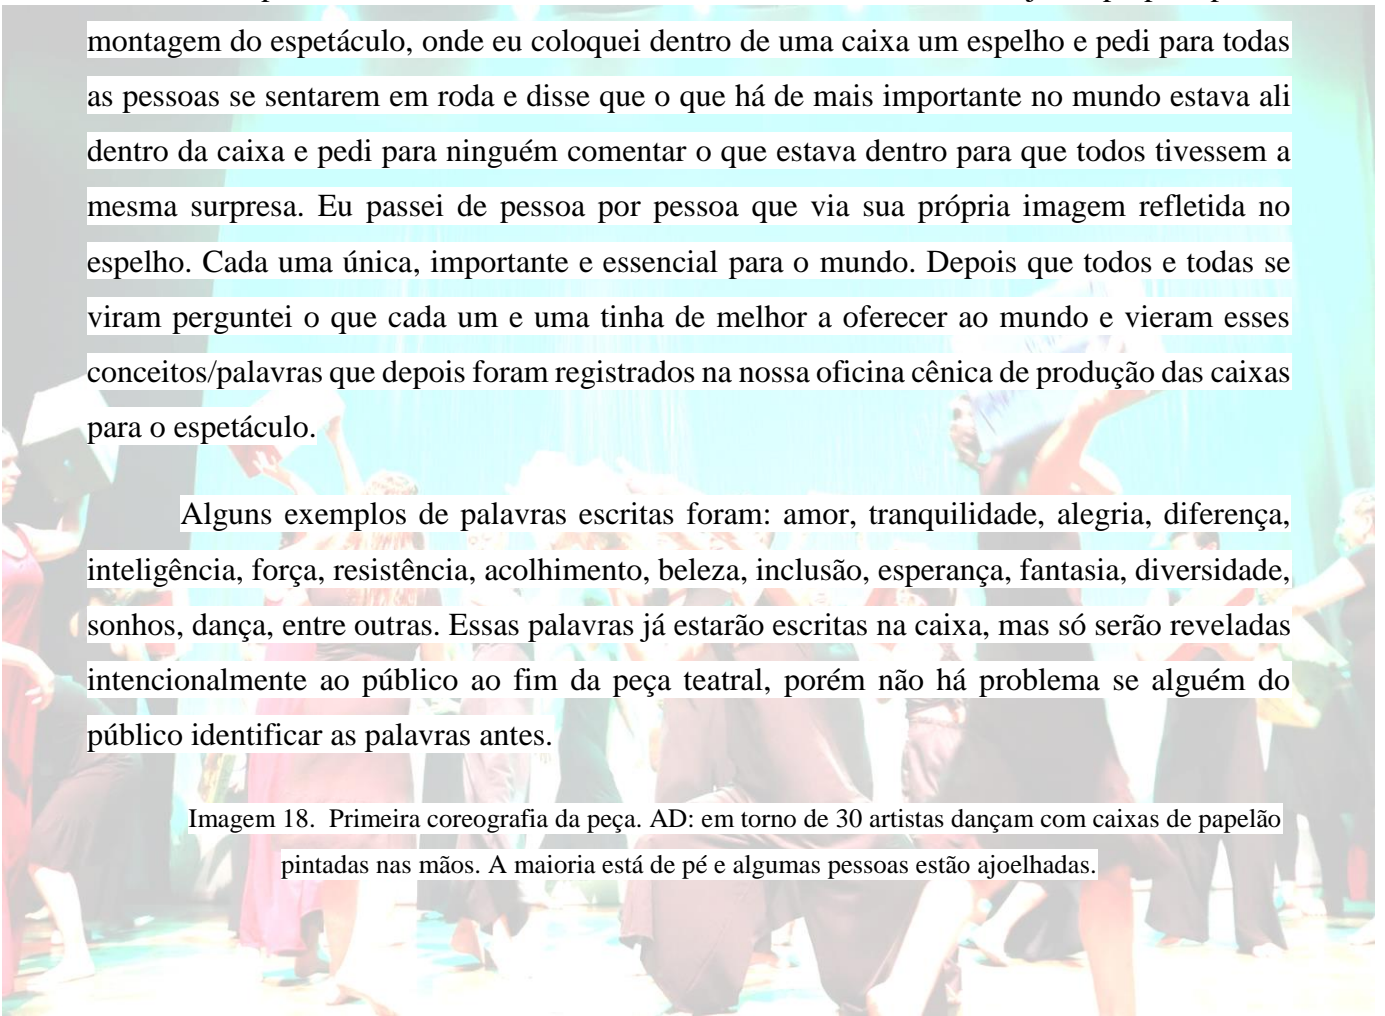 montagem do espetáculo, onde eu coloquei dentro de uma caixa um espelho e pedi para todas
as pessoas se sentarem em roda e disse que o que há de mais importante no mundo estava ali
dentro da caixa e pedi para ninguém comentar o que estava dentro para que todos tivessem a
mesma surpresa. Eu passei de pessoa por pessoa que via sua própria imagem refletida no
espelho. Cada uma única, importante e essencial para o mundo. Depois que todos e todas se
viram perguntei o que cada um e uma tinha de melhor a oferecer ao mundo e vieram esses
conceitos/palavras que depois foram registrados na nossa oficina cênica de produção das caixas
para o espetáculo.
Alguns exemplos de palavras escritas foram: amor, tranquilidade, alegria, diferença,
inteligência, força, resistência, acolhimento, beleza, inclusão, esperança, fantasia, diversidade,
sonhos, dança, entre outras. Essas palavras já estarão escritas na caixa, mas só serão reveladas
intencionalmente ao público ao fim da peça teatral, porém não há problema se alguém do
público identificar as palavras antes.
Imagem 18. Primeira coreografia da peça. AD: em torno de 30 artistas dançam com caixas de papelão
pintadas nas mãos. A maioria está de pé e algumas pessoas estão ajoelhadas.